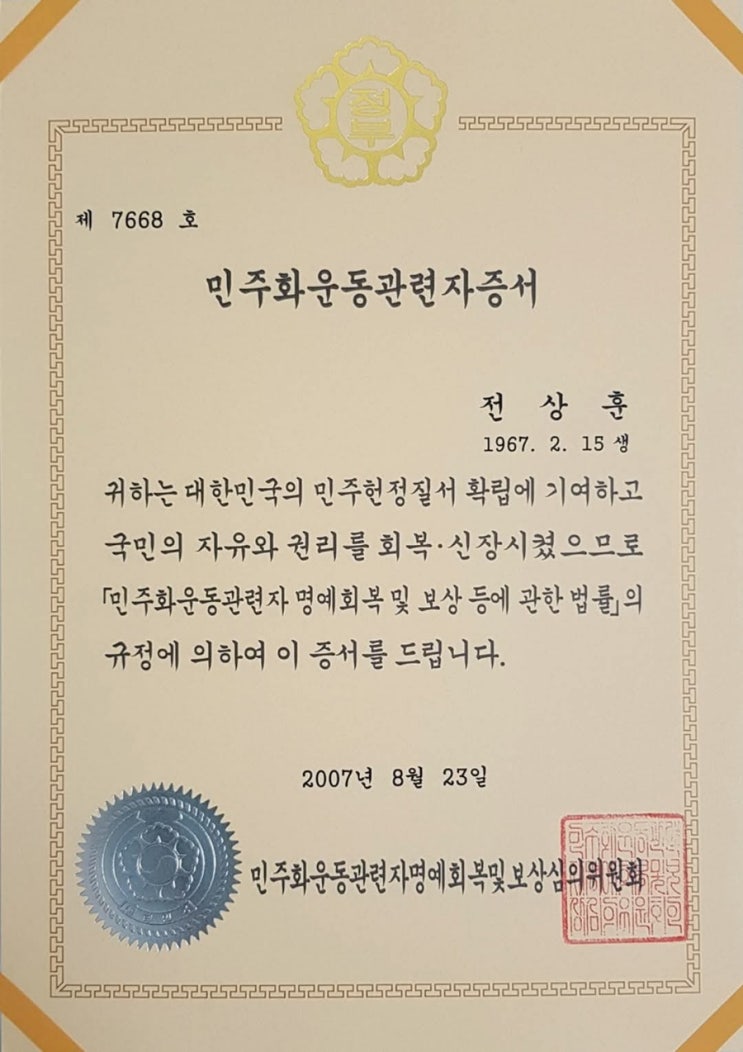 정부
제 7668 호
민주화운동관련자증서
전 상 훈
1967. 2. 15 생
귀하는 대한민국의 민주헌정질서 확립에 기여하고
국민의 자유와 권리를 회복·신장시켰으므로
「민주화운동관련자 명예회복 및 보상 등에 관한 법률」의
규정에 의하여 이 증서를 드립니다.
2007년 8월 23일
민주화운동관련자명예회복및보상심의위원회